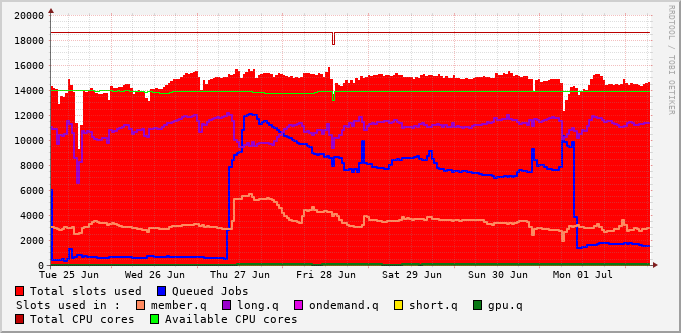 20000
18000
16000
14000
12000
10000
8000
6000
4000
2000
0
Tue 25 Jun Wed 26 Jun Thu 27 Jun Fri 28 Jun Sat 29 Jun Sun 30 Jun Mon 01 Jul
RRDTOOL / TOBI OETIKER
Total slots used Queued Jobs
Slots used in : member.q long.q ondemand.q short.q gpu.q
Total CPU cores Available CPU cores